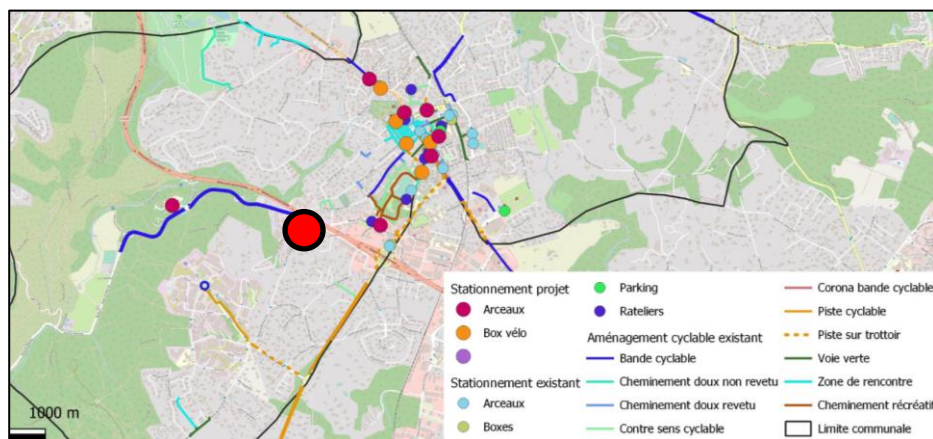 Stationnement projet
Arceaux
Box vélo
Stationnement existant
Arceaux
Boxes
Parking
Rateliers
Aménagement cyclable existant
Bande cyclable
Cheminement doux non revetu
Cheminement doux revetu
Contre sens cyclable
Corona bande cyclable
Piste cyclable
Piste sur trottoir
Voie verte
Zone de rencontre
Cheminement récréatif
Limite communale
1000 m